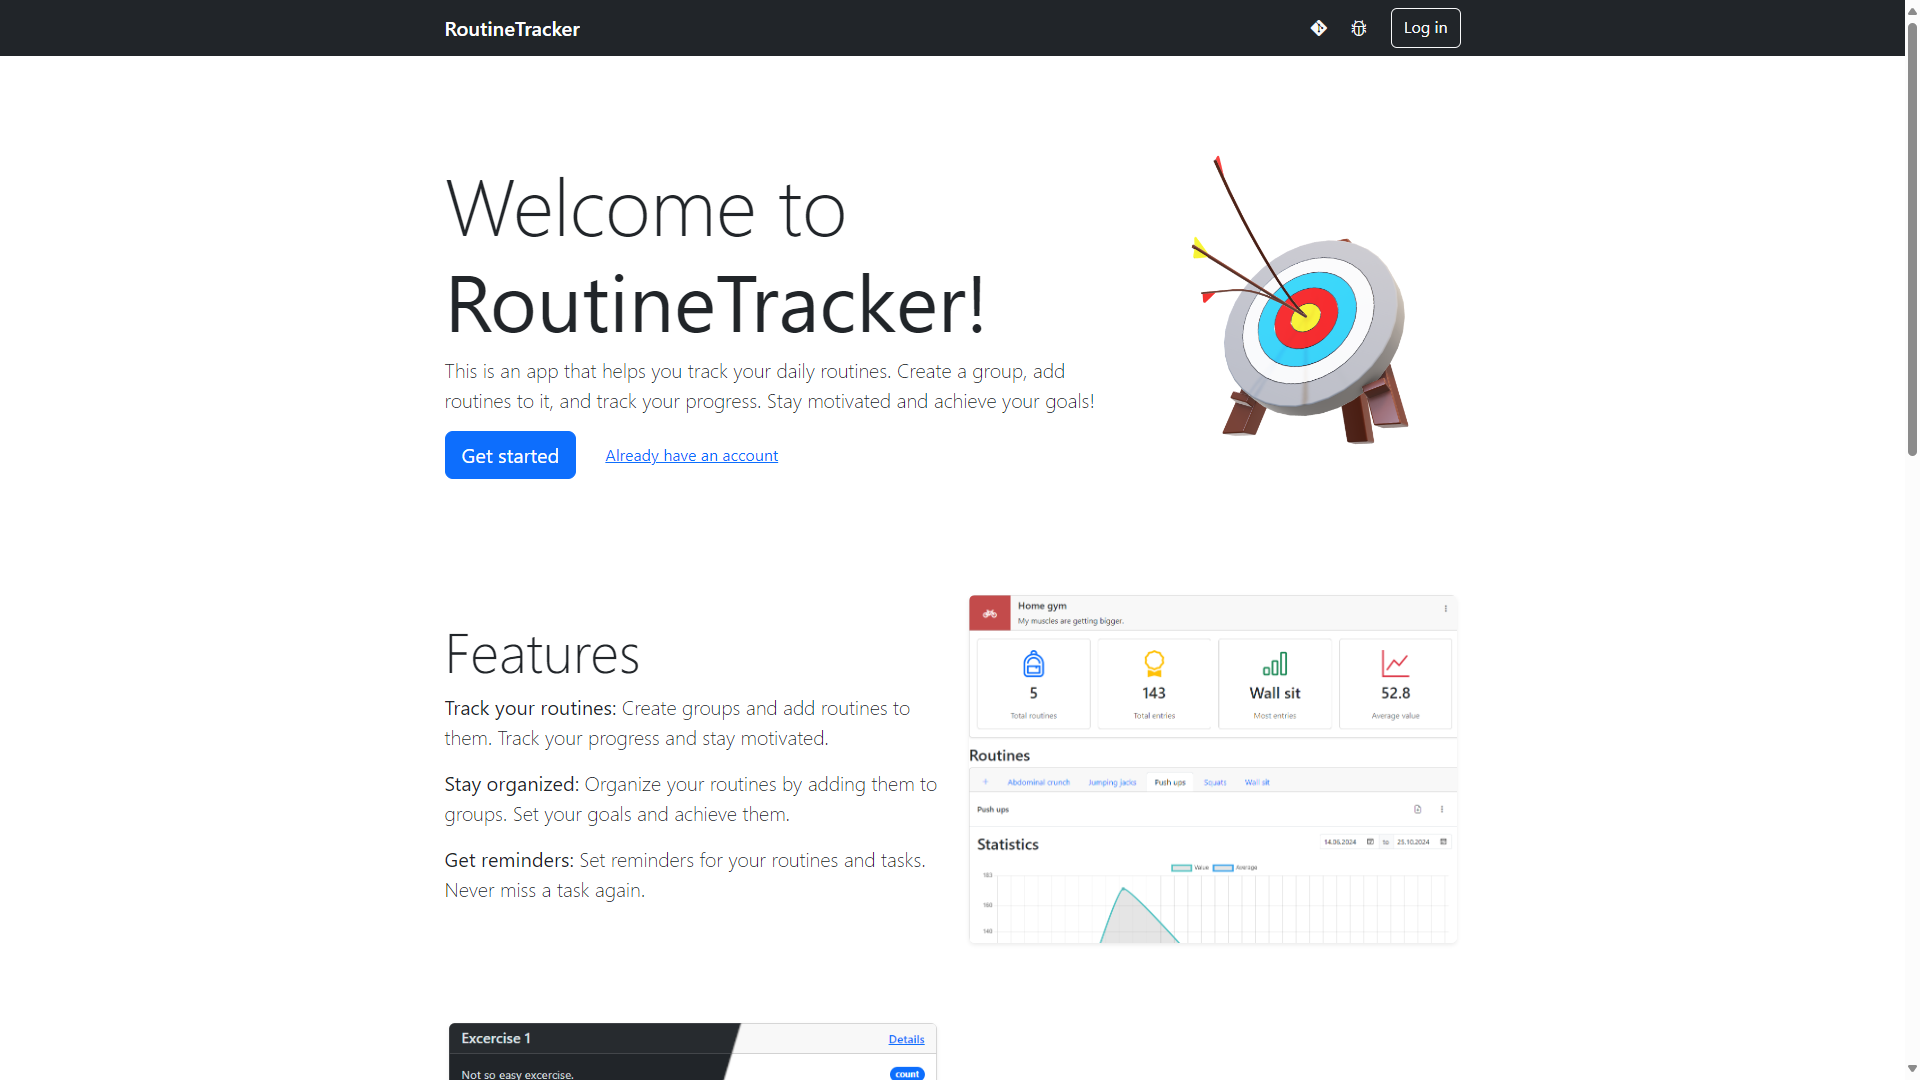 RoutineTracker
Log in
Welcome to
RoutineTracker!
This is an app that helps you track your daily routines. Create a group, add
routines to it, and track your progress. Stay motivated and achieve your goals!
Get started
Already have an account
Features
Track your routines: Create groups and add routines to
them. Track your progress and stay motivated.
Stay organized: Organize your routines by adding them to
groups. Set your goals and achieve them.
Get reminders: Set reminders for your routines and tasks.
Never miss a task again.
Home gym
My muscles are getting bigger.
5
Total routines
143
Total entries
Wall sit
Most entries
52.8
Average value
Routines
+ Abdominal crunch Jumping jacks Push ups Squats Wall sit
Push ups
Statistics
14.06.2024 to 25.10.2024
Value Average
183
160
140
Excercise 1
Details
Not so easy excercise.
count